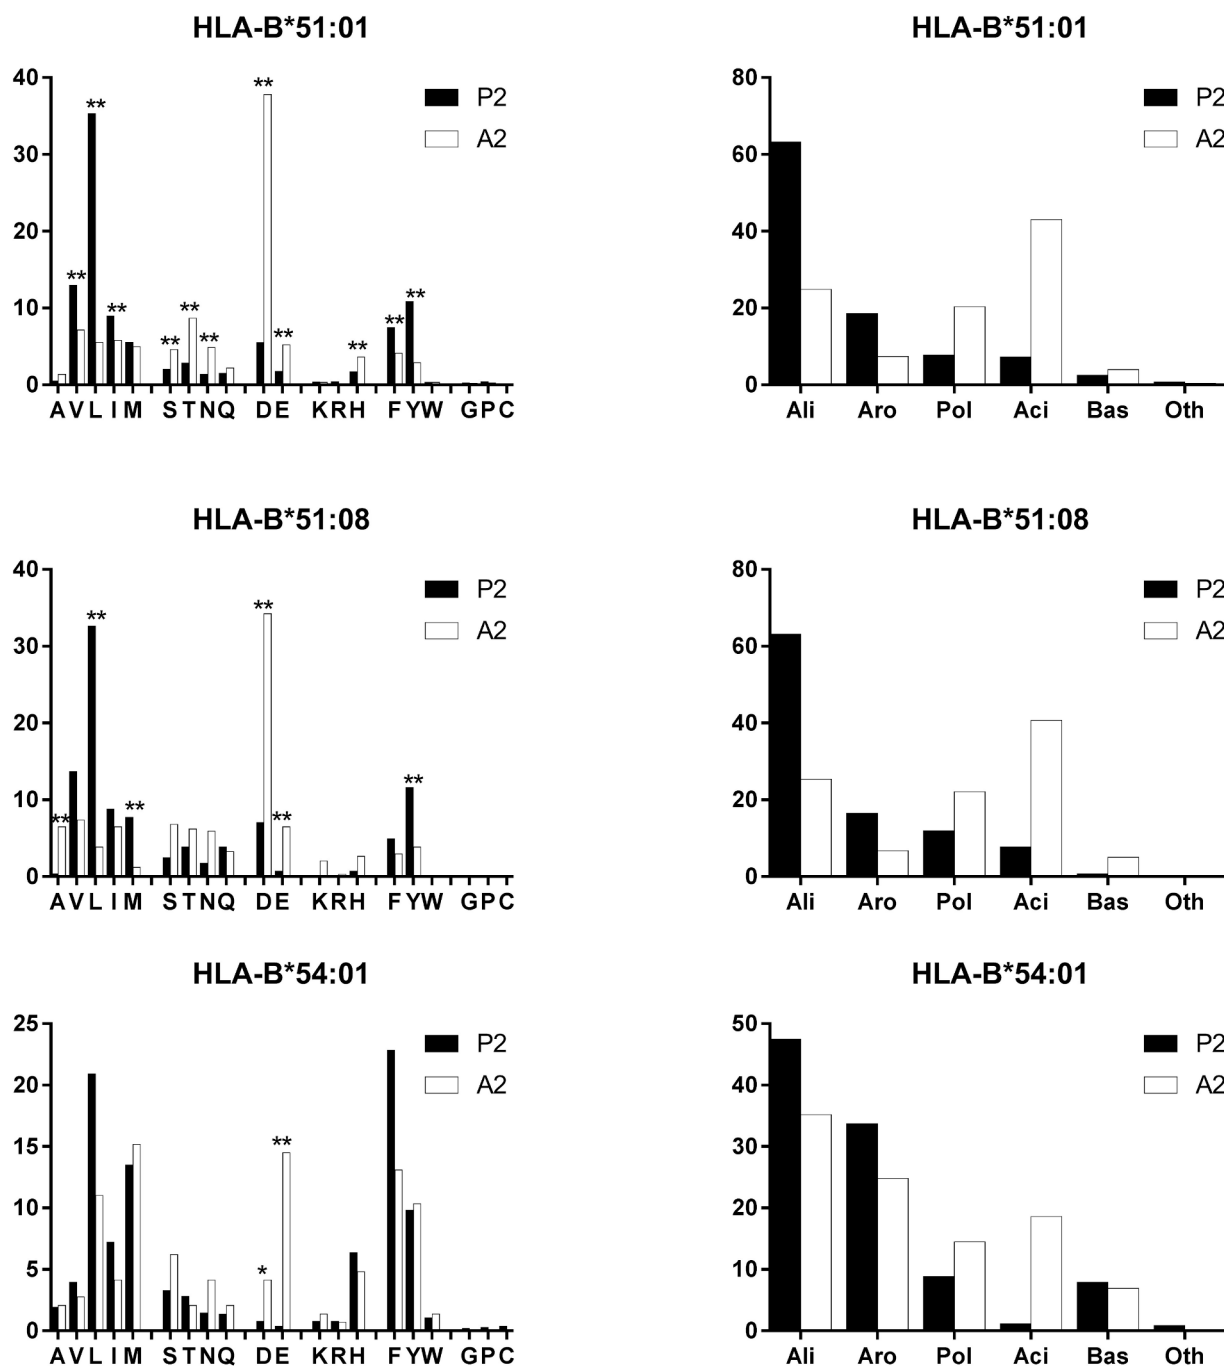 HLA-B*51:01
40
30
20
10
0
** ** ** ** ** ** ** ** ** ** **
P2
A2
A V L I M S T N Q D E K R H F Y W G P C
HLA-B*51:01
80
60
40
20
0
P2
A2
Ali Aro Pol Aci Bas Oth
HLA-B*51:08
40
30
20
10
0
** ** ** ** ** **
P2
A2
A V L I M S T N Q D E K R H F Y W G P C
HLA-B*51:08
80
60
40
20
0
P2
A2
Ali Aro Pol Aci Bas Oth
HLA-B*54:01
25
20
15
10
5
0
* **
P2
A2
A V L I M S T N Q D E K R H F Y W G P C
HLA-B*54:01
50
40
30
20
10
0
P2
A2
Ali Aro Pol Aci Bas Oth